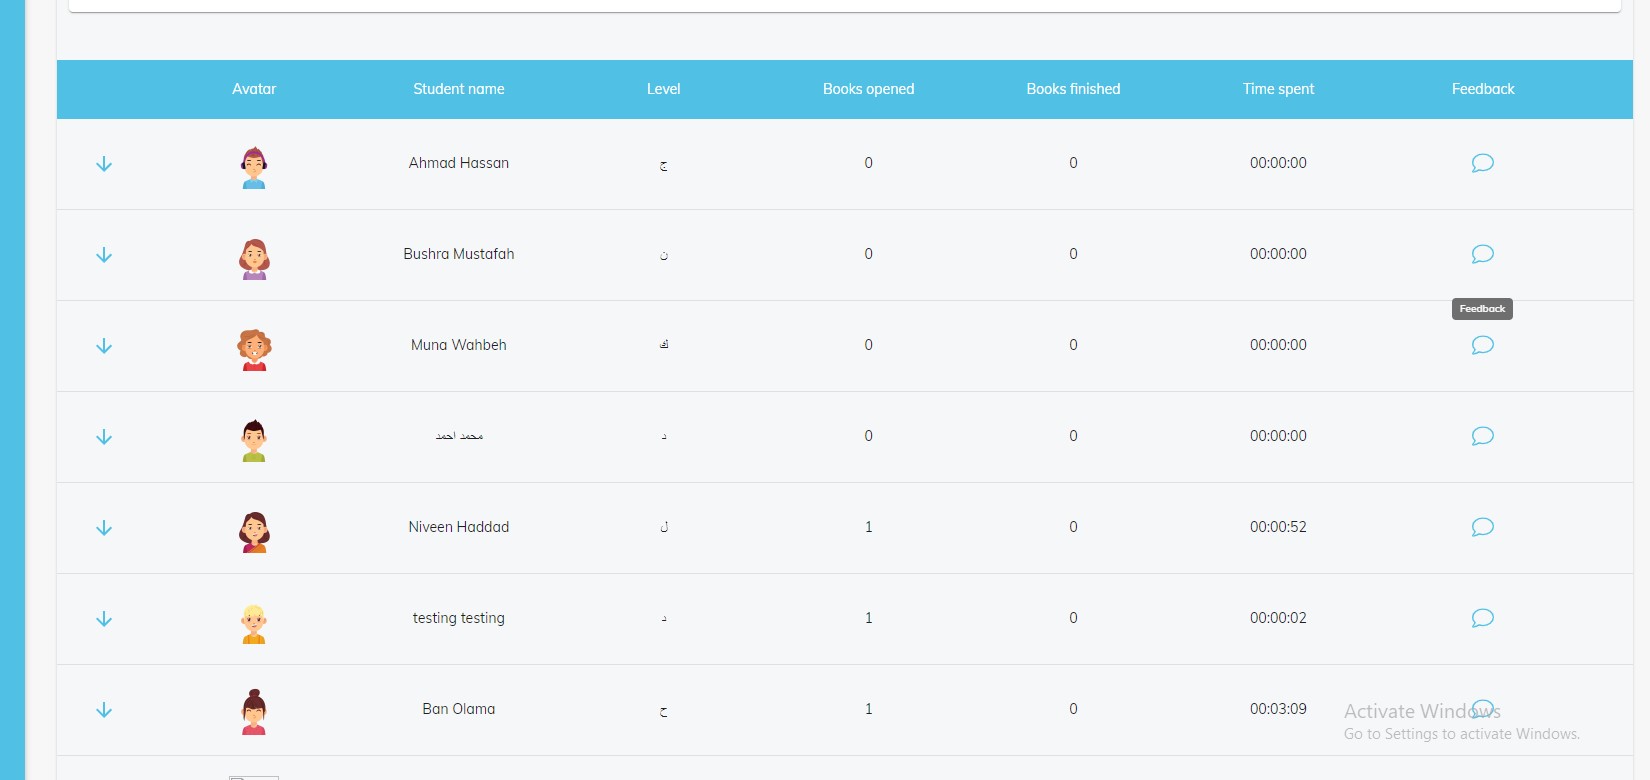 Avatar Student name Level Books opened Books finished Time spent Feedback
Ahmad Hassan ج 0 0 00:00:00
Bushra Mustafah ن 0 0 00:00:00
Feedback
Muna Wahbeh ك 0 0 00:00:00
محمد احمد د 0 0 00:00:00
Niveen Haddad ل 1 0 00:00:52
testing testing د 1 0 00:00:02
Ban Olama ح 1 0 00:03:09
Activate Windows
Go to Settings to activate Windows.